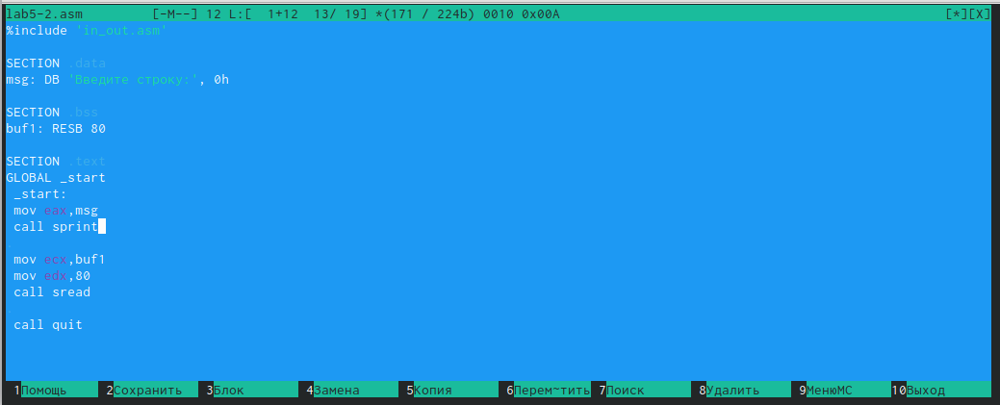 lab5-2.asm [-M--] 12 L:[ 1+12 13/ 19] *(171 / 224b) 0010 0x00A [*][X]
%include 'in_out.asm'
SECTION .data
msg: DB 'Введите строку:', 0h
SECTION .bss
buf1: RESB 80
SECTION .text
GLOBAL _start
_start:
mov eax,msg
call sprint
mov ecx,buf1
mov edx,80
call sread
call quit
1Помощь 2Сохранить 3Блок 4Замена 5Копия 6Перем~тить 7Поиск 8Удалить 9МенюМС 10Выход